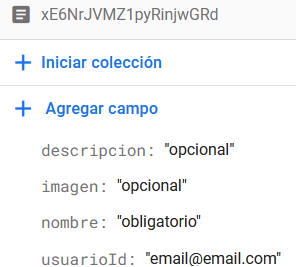 xE6NrJVMZ1pyRinjwGRd
+ Iniciar colección
+ Agregar campo
descripcion: "opcional"
imagen: "opcional"
nombre: "obligatorio"
usuarioId: "email@email.com"